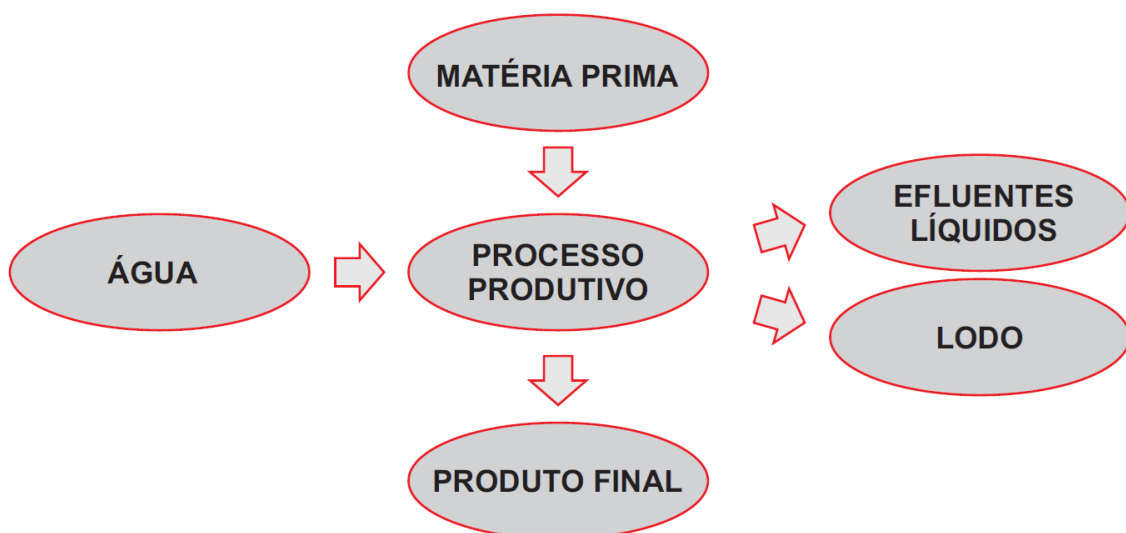 MATÉRIA PRIMA
EFLUENTES
LÍQUIDOS
ÁGUA
PROCESSO
PRODUTIVO
LODO
PRODUTO FINAL